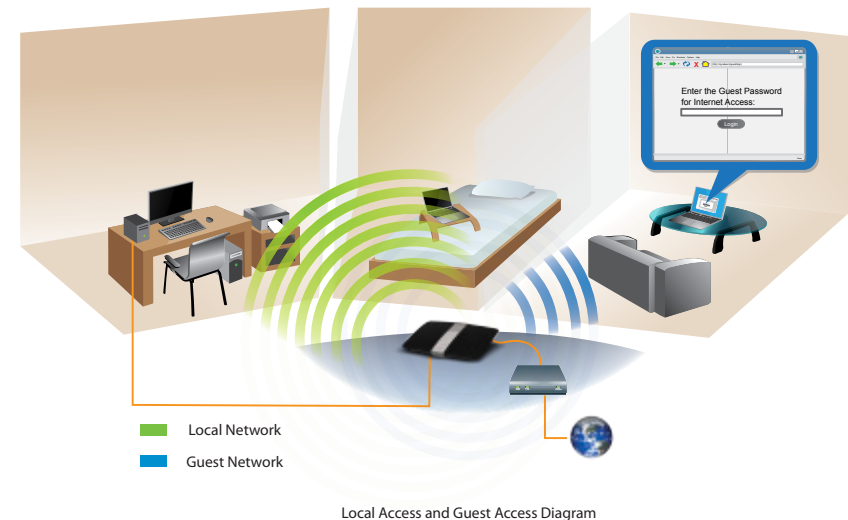 Enter the Guest Password
for Internet Access:
Login
Local Network
Guest Network
Local Access and Guest Access Diagram